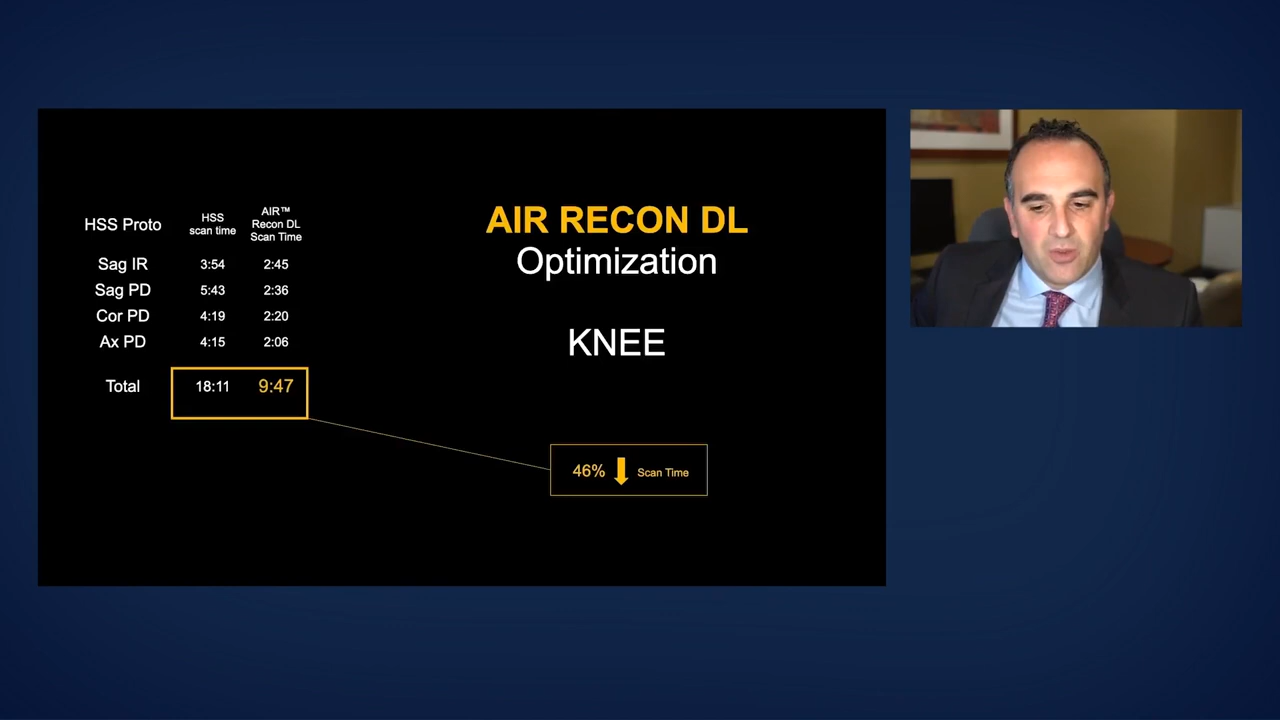 HSS Proto
HSS
scan time
AIR™
Recon DL
Scan Time
Sag IR 3:54 2:45
Sag PD 5:43 2:36
Cor PD 4:19 2:20
Ax PD 4:15 2:06
Total 18:11 9:47
AIR RECON DL
Optimization
KNEE
46% Scan Time